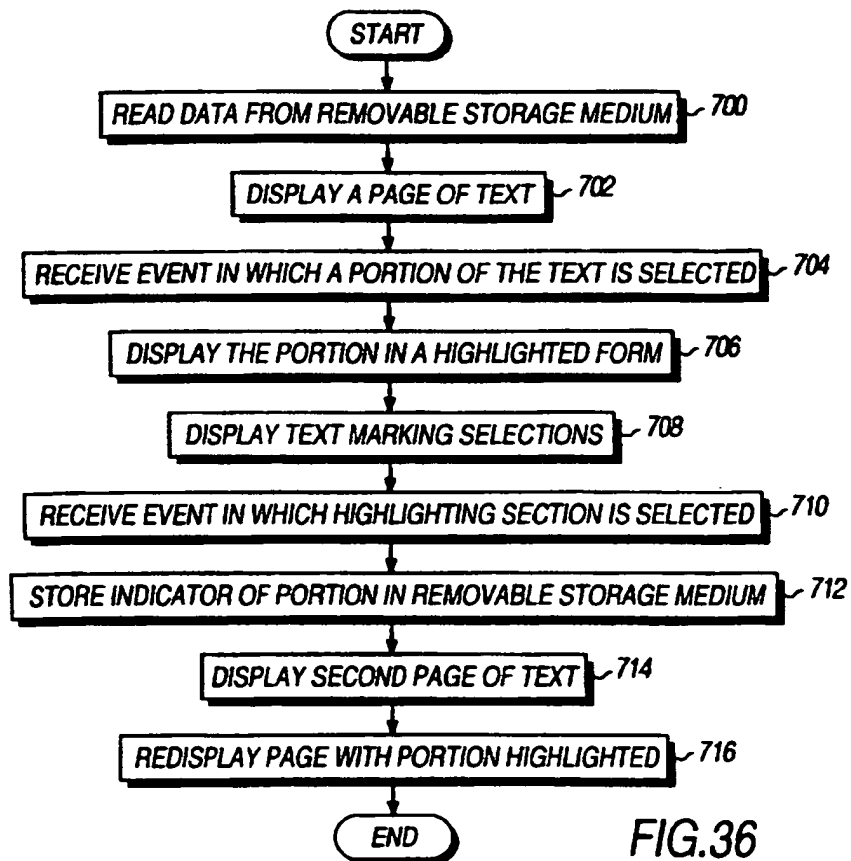 START
READ DATA FROM REMOVABLE STORAGE MEDIUM 700
DISPLAY A PAGE OF TEXT 702
RECEIVE EVENT IN WHICH A PORTION OF THE TEXT IS SELECTED 704
DISPLAY THE PORTION IN A HIGHLIGHTED FORM 706
DISPLAY TEXT MARKING SELECTIONS 708
RECEIVE EVENT IN WHICH HIGHLIGHTING SECTION IS SELECTED 710
STORE INDICATOR OF PORTION IN REMOVABLE STORAGE MEDIUM 712
DISPLAY SECOND PAGE OF TEXT 714
REDISPLAY PAGE WITH PORTION HIGHLIGHTED 716
END
FIG.36